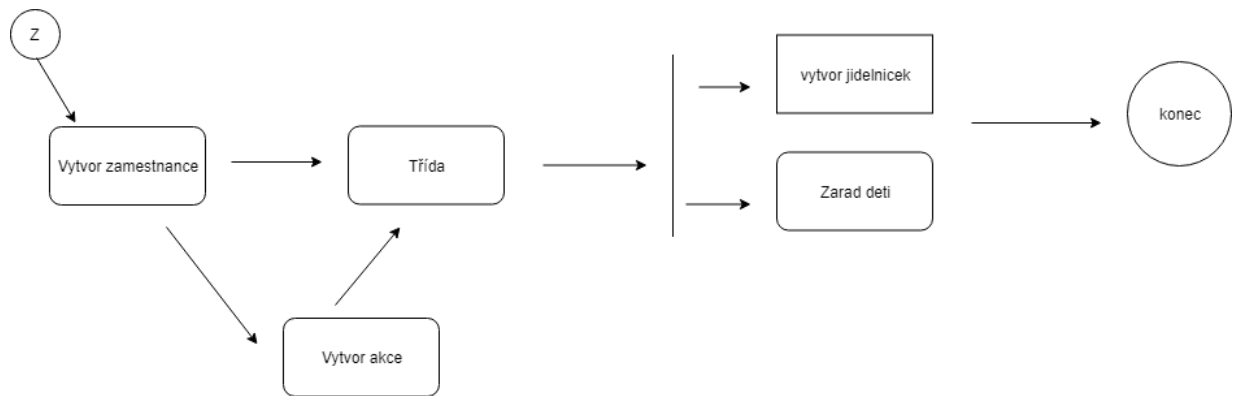 Z
Vytvor zamestnance
Třída
Vytvor akce
vytvor jidelnicek
Zarad deti
konec